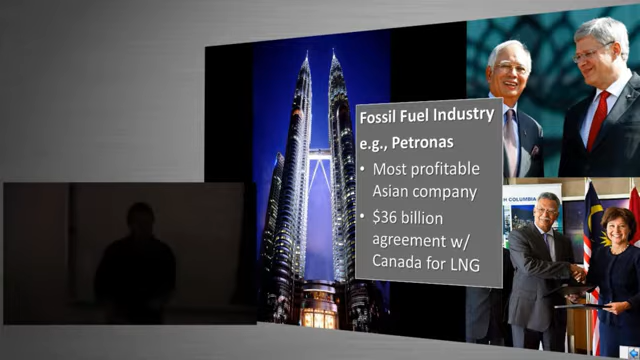 Fossil Fuel Industry
e.g., Petronas
• Most profitable
Asian company
• $36 billion
agreement w/
Canada for LNG
H COLUMBIA